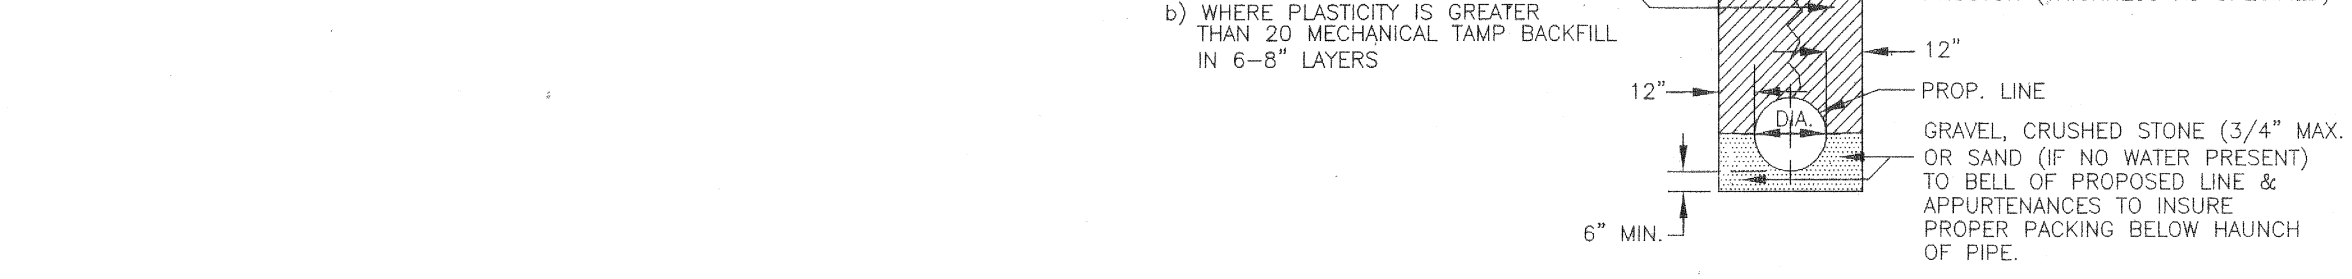 b) WHERE PLASTICITY IS GREATER
THAN 20 MECHANICAL TAMP BACKFILL
IN 6-8" LAYERS
12"
12"
PROP. LINE
DIA.
GRAVEL, CRUSHED STONE (3/4" MAX.
OR SAND (IF NO WATER PRESENT)
TO BELL OF PROPOSED LINE &
APPURTENANCES TO INSURE
PROPER PACKING BELOW HAUNCH
OF PIPE.
6" MIN.